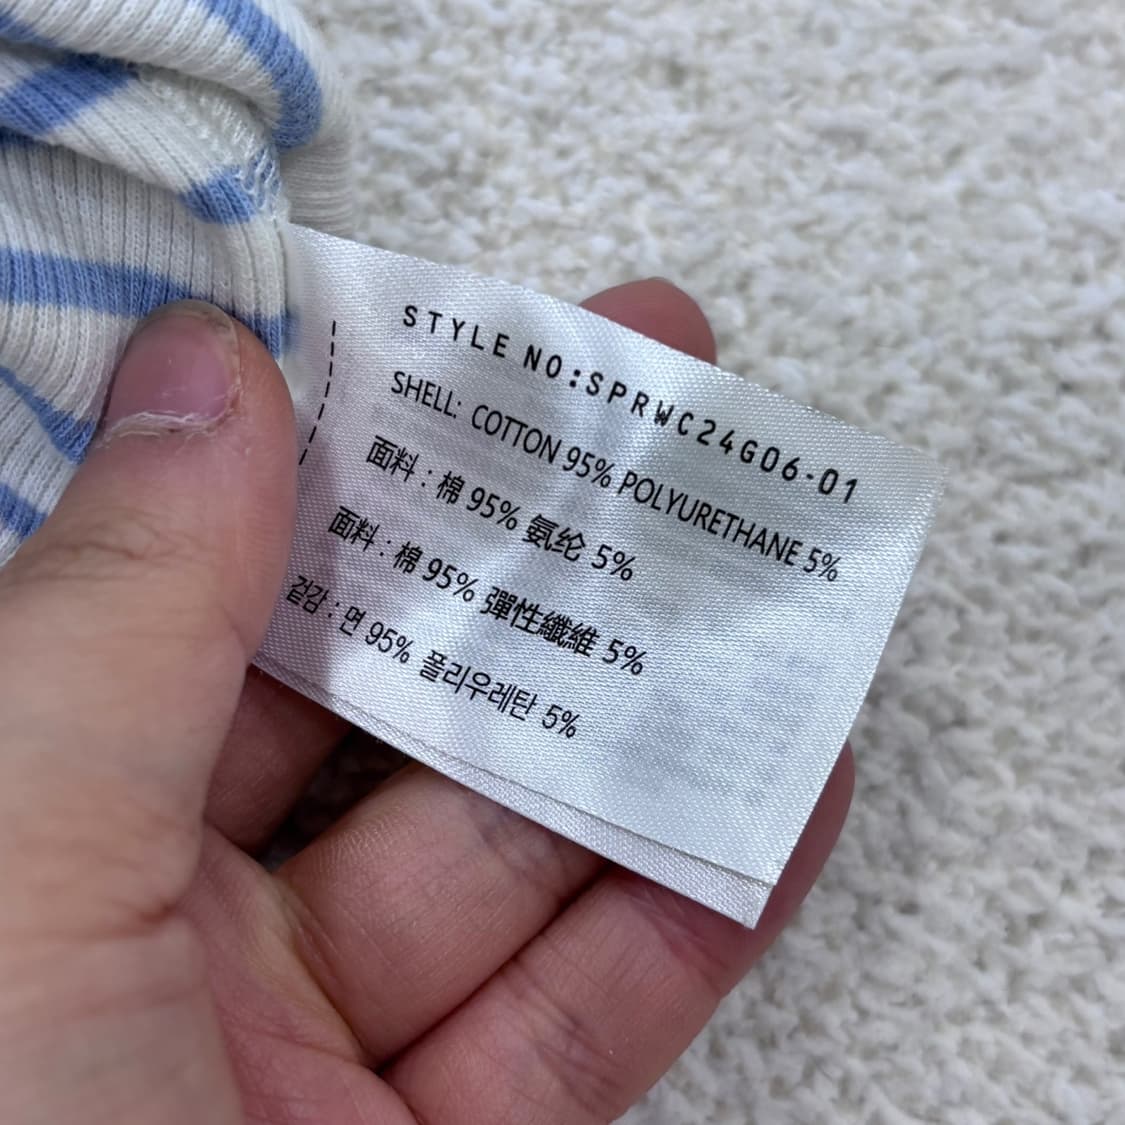 STYLE NO:SPRWC24G06-01
SHELL: COTTON 95% POLYURETHANE 5%
面料 : 棉 95% 氨纶 5%
面料 : 棉 95% 彈性纖維 5%
겉감 : 면 95% 폴리우레탄 5%